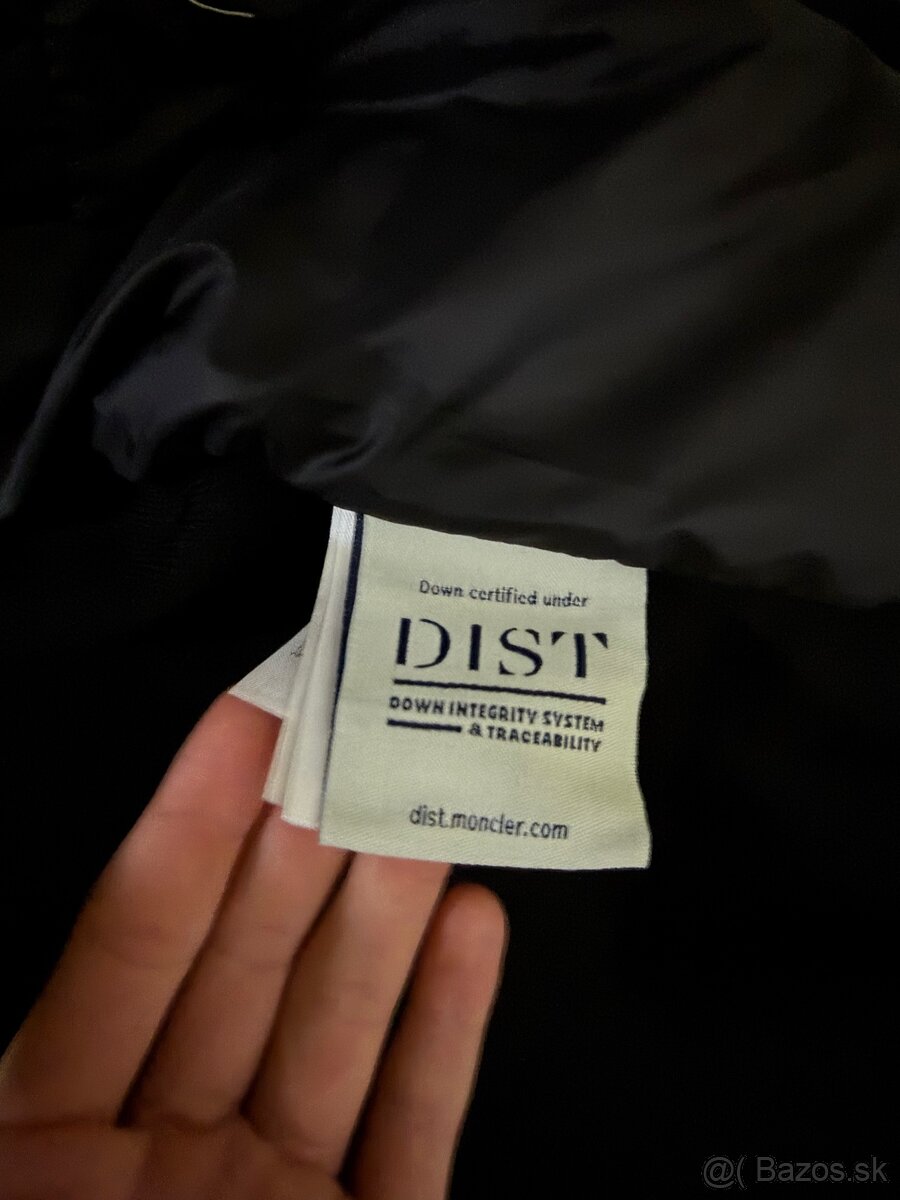 Down certified under
DIST
DOWN INTEGRITY SYSTEM
& TRACEABILITY
dist.moncler.com
@( Bazos.sk